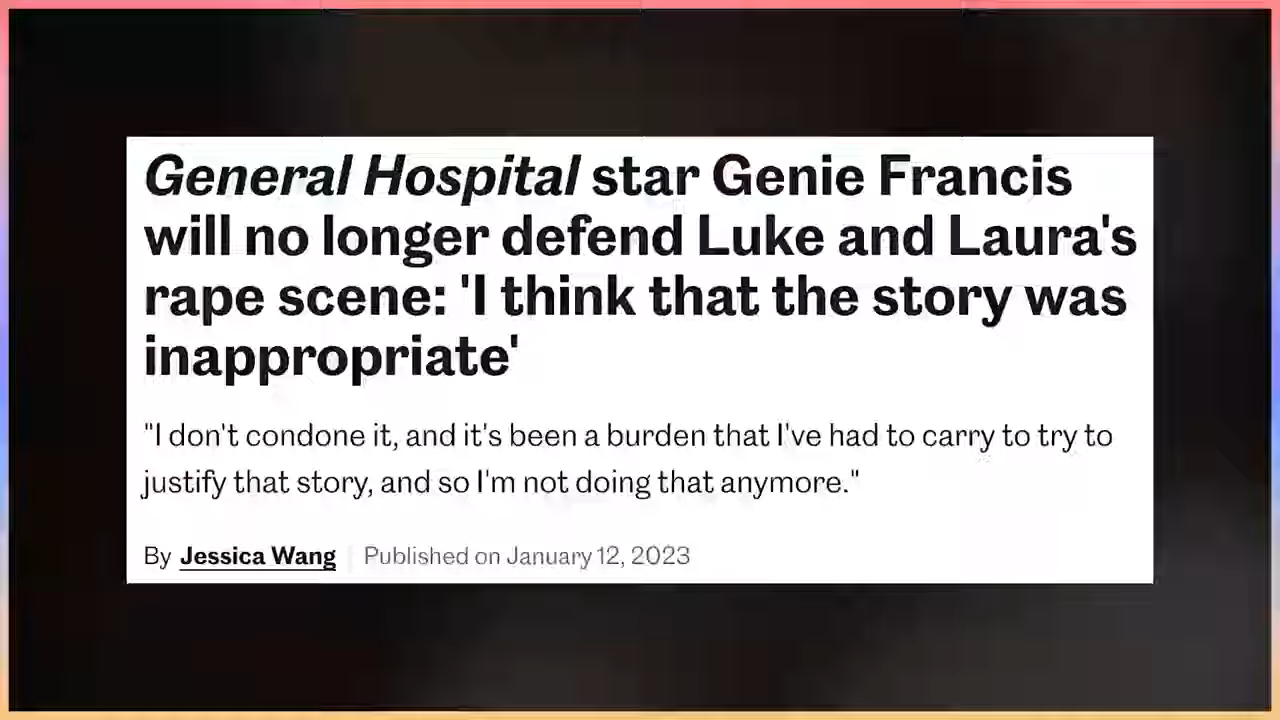 General Hospital star Genie Francis
will no longer defend Luke and Laura's
rape scene: 'I think that the story was
inappropriate'
"I don't condone it, and it's been a burden that I've had to carry to try to
justify that story, and so I'm not doing that anymore."
By Jessica Wang | Published on January 12, 2023